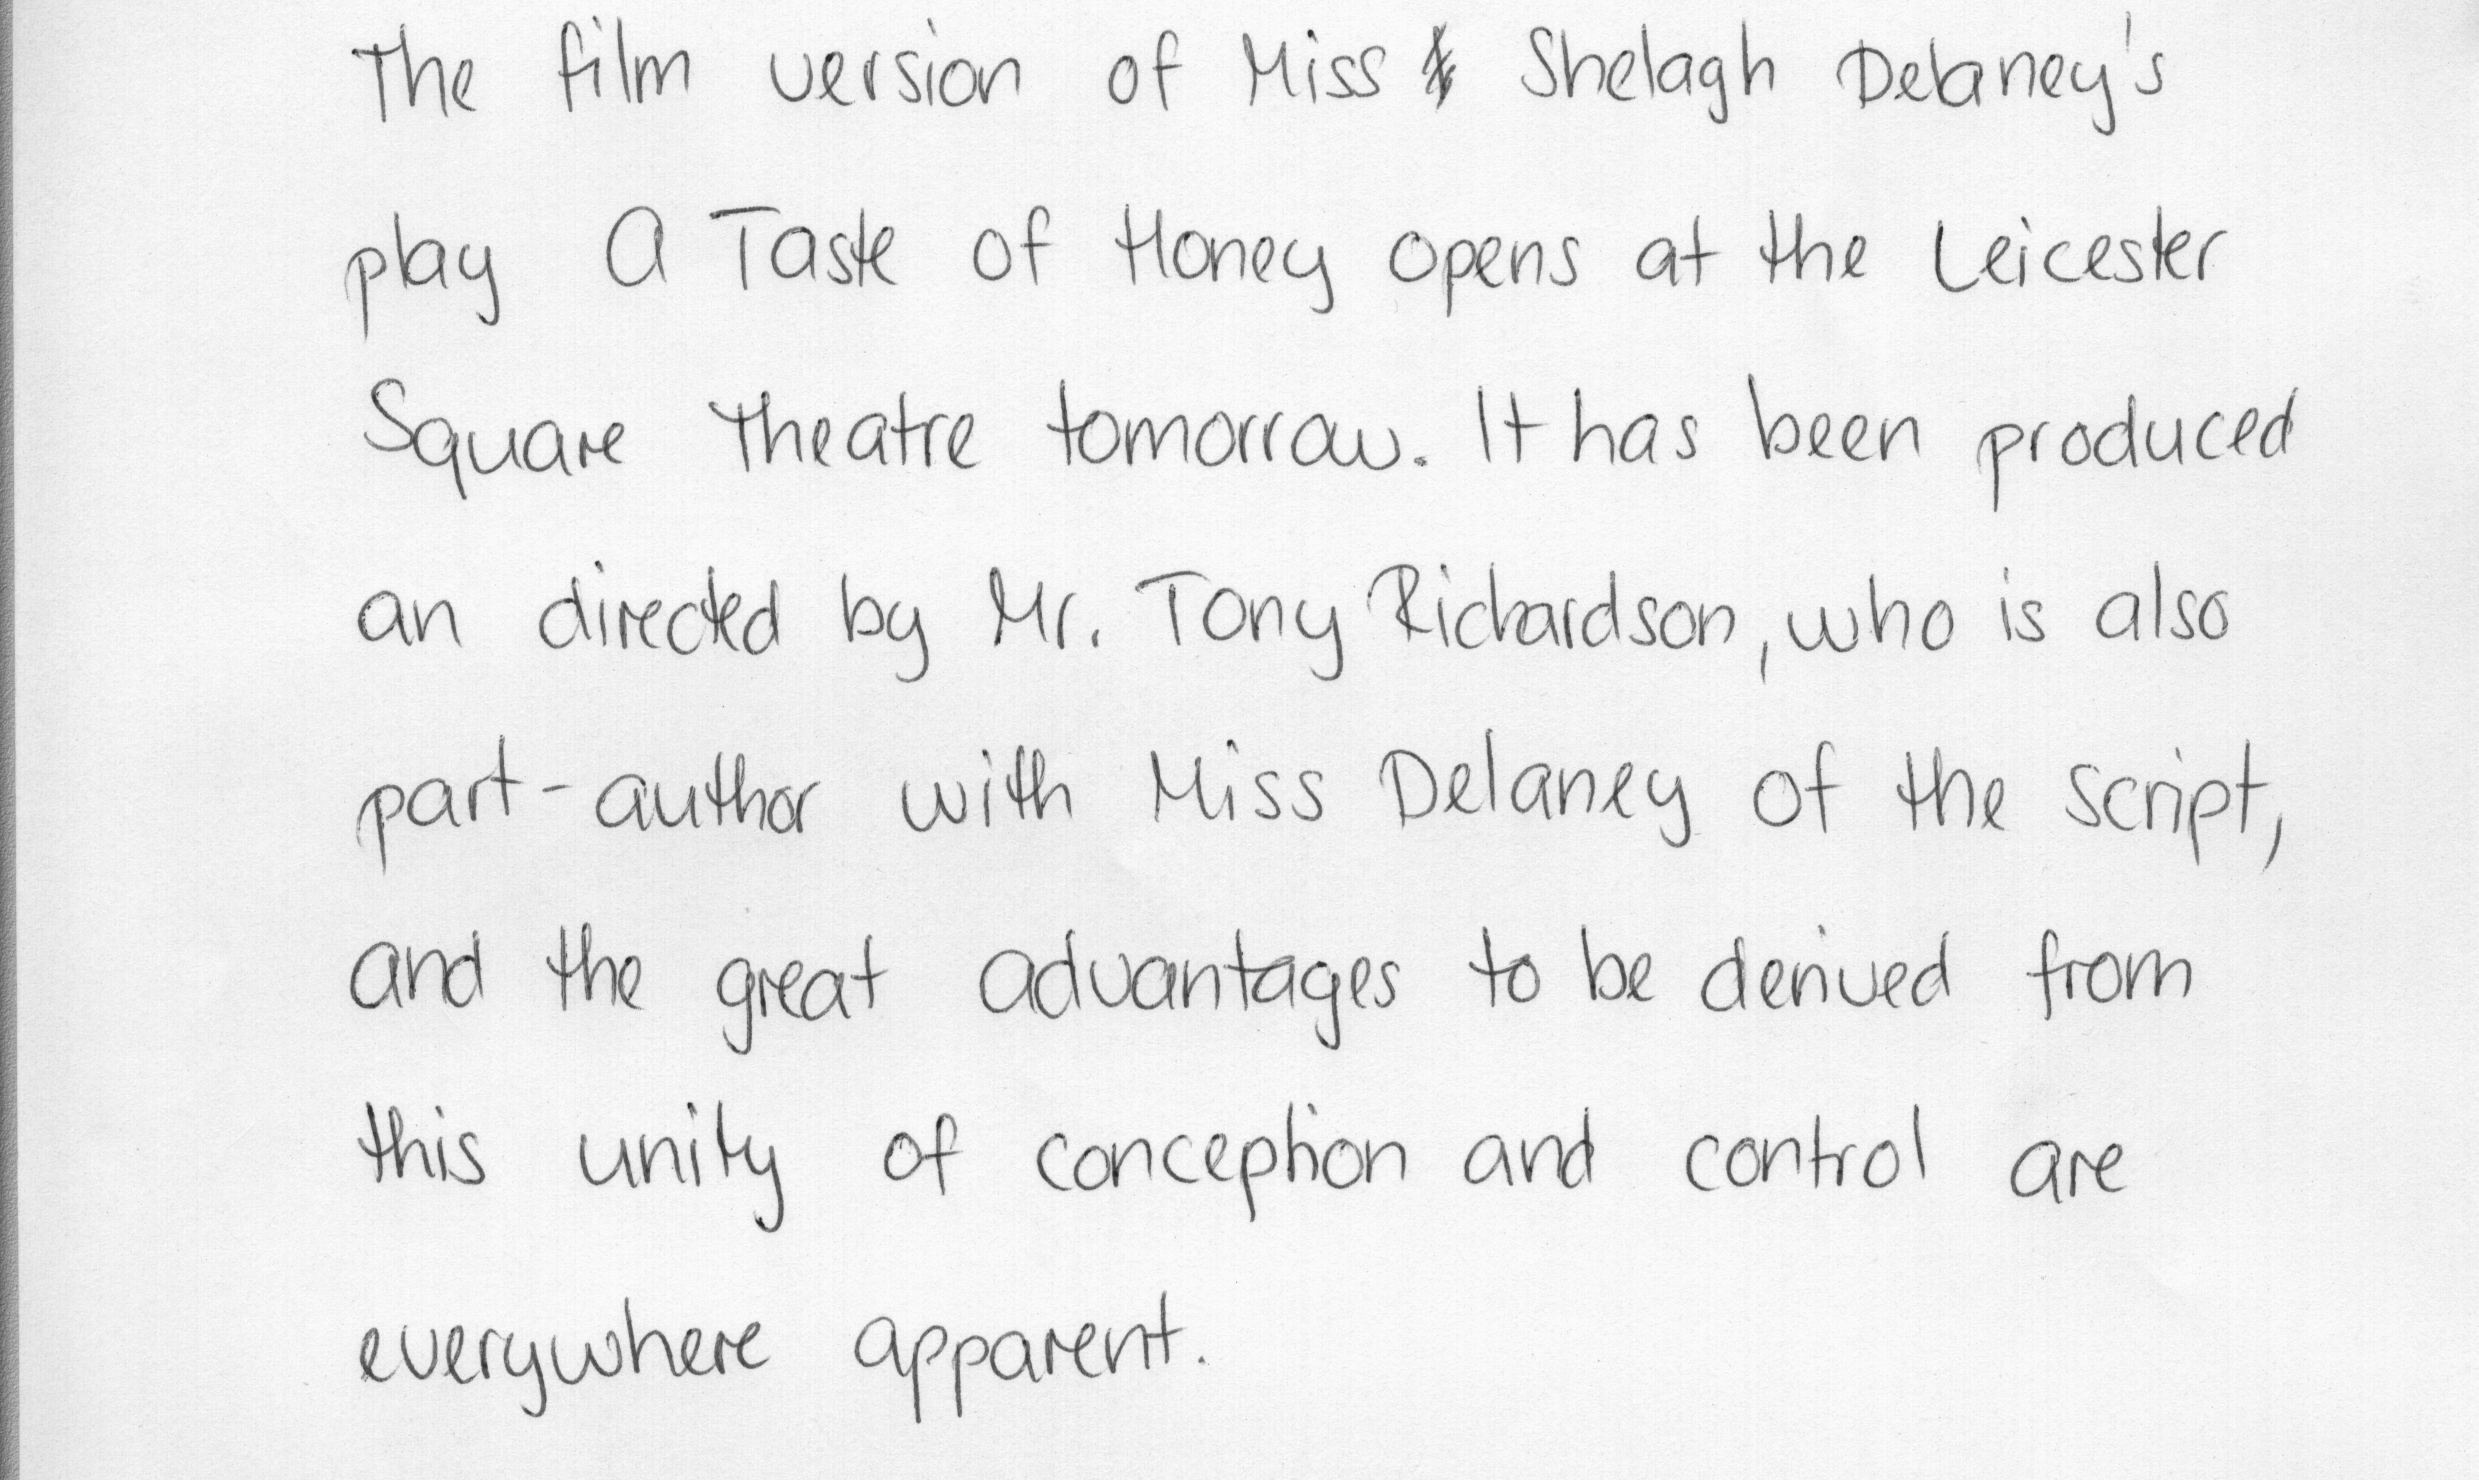 The film version of Miss Shelagh Delaney's
play A Taste of Honey opens at the Leicester
Square Theatre tomorrow. It has been produced
an directed by Mr. Tony Richardson, who is also
part-author with Miss Delaney of the script,
and the great advantages to be derived from
this unity of conception and control are
everywhere apparent.